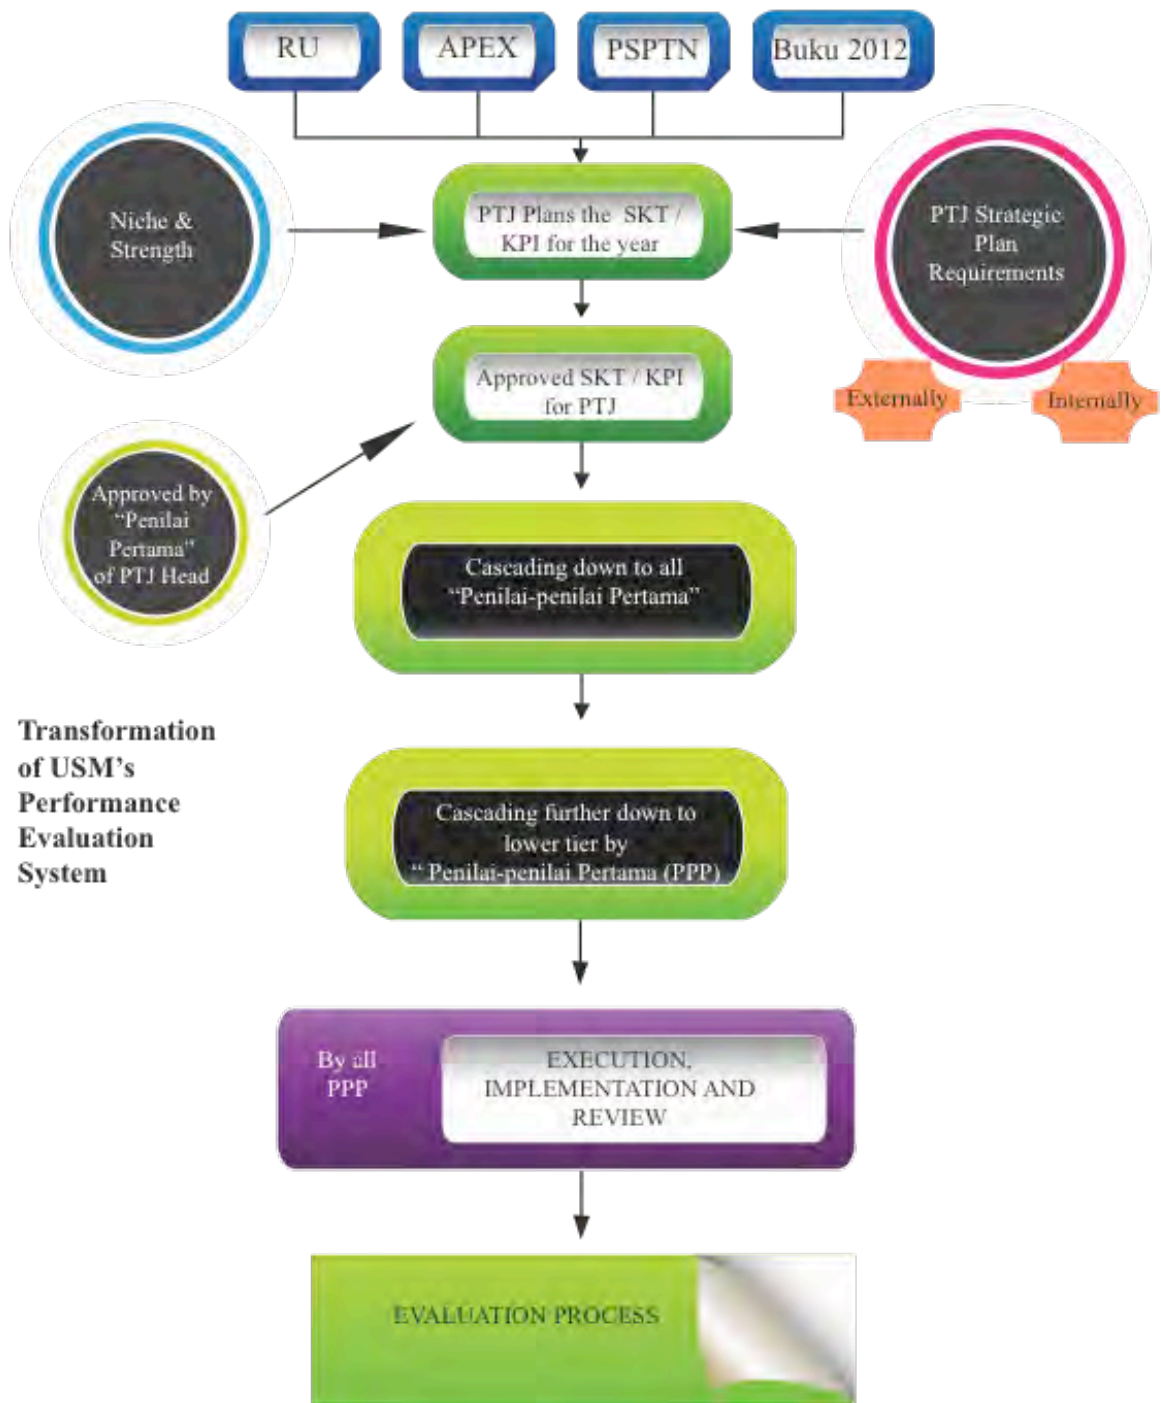 RU
APEX
PSPTN
Buku 2012
Niche &
Strength
PTJ Plans the SKT /
KPI for the year
PTJ Strategic
Plan
Requirements
Externally
Internally
Approved SKT / KPI
for PTJ
Approved by
“Penilai
Pertama”
of PTJ Head
Cascading down to all
“Penilai-penilai Pertama”
Transformation
of USM’s
Performance
Evaluation
System
Cascading further down to
lower tier by
“ Penilai-penilai Pertama (PPP)
By all
PPP
EXECUTION,
IMPLEMENTATION AND
REVIEW
EVALUATION PROCESS